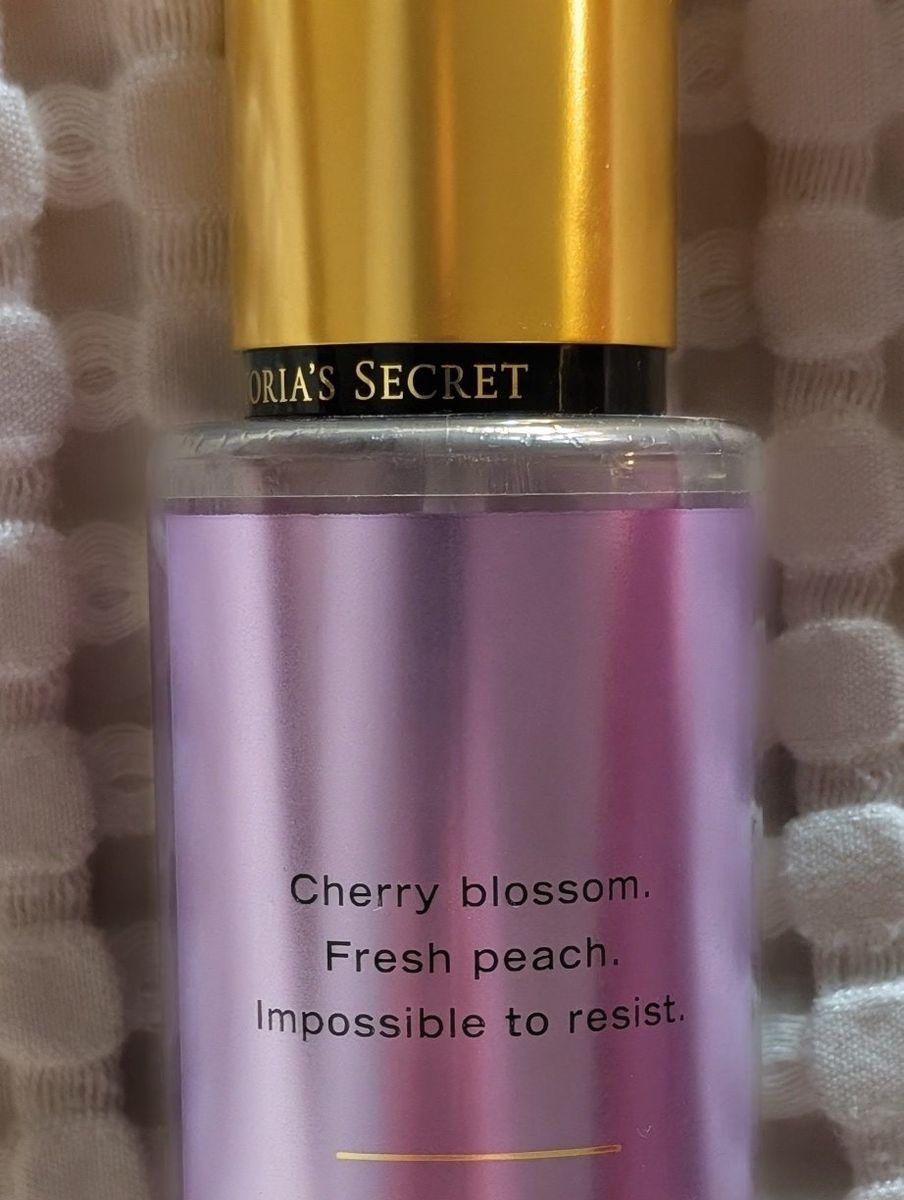 ORIA'S SECRET
Cherry blossom.
Fresh peach.
Impossible to resist.